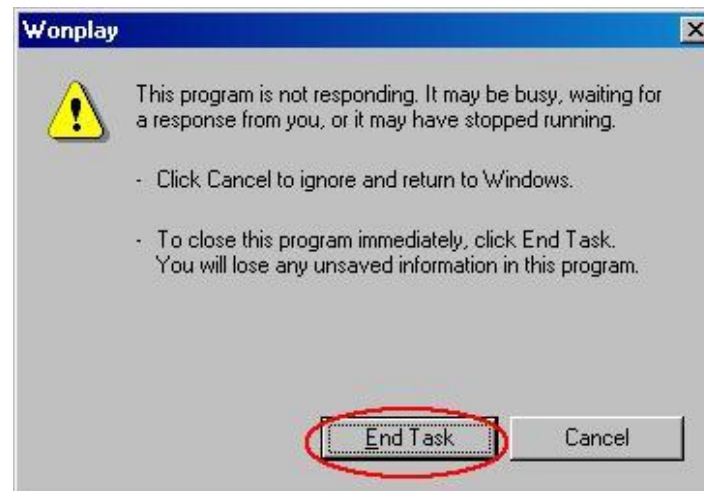 Wonplay
This program is not responding. It may be busy, waiting for
a response from you, or it may have stopped running.
- Click Cancel to ignore and return to Windows.
- To close this program immediately, click End Task.
You will lose any unsaved information in this program.
End Task Cancel